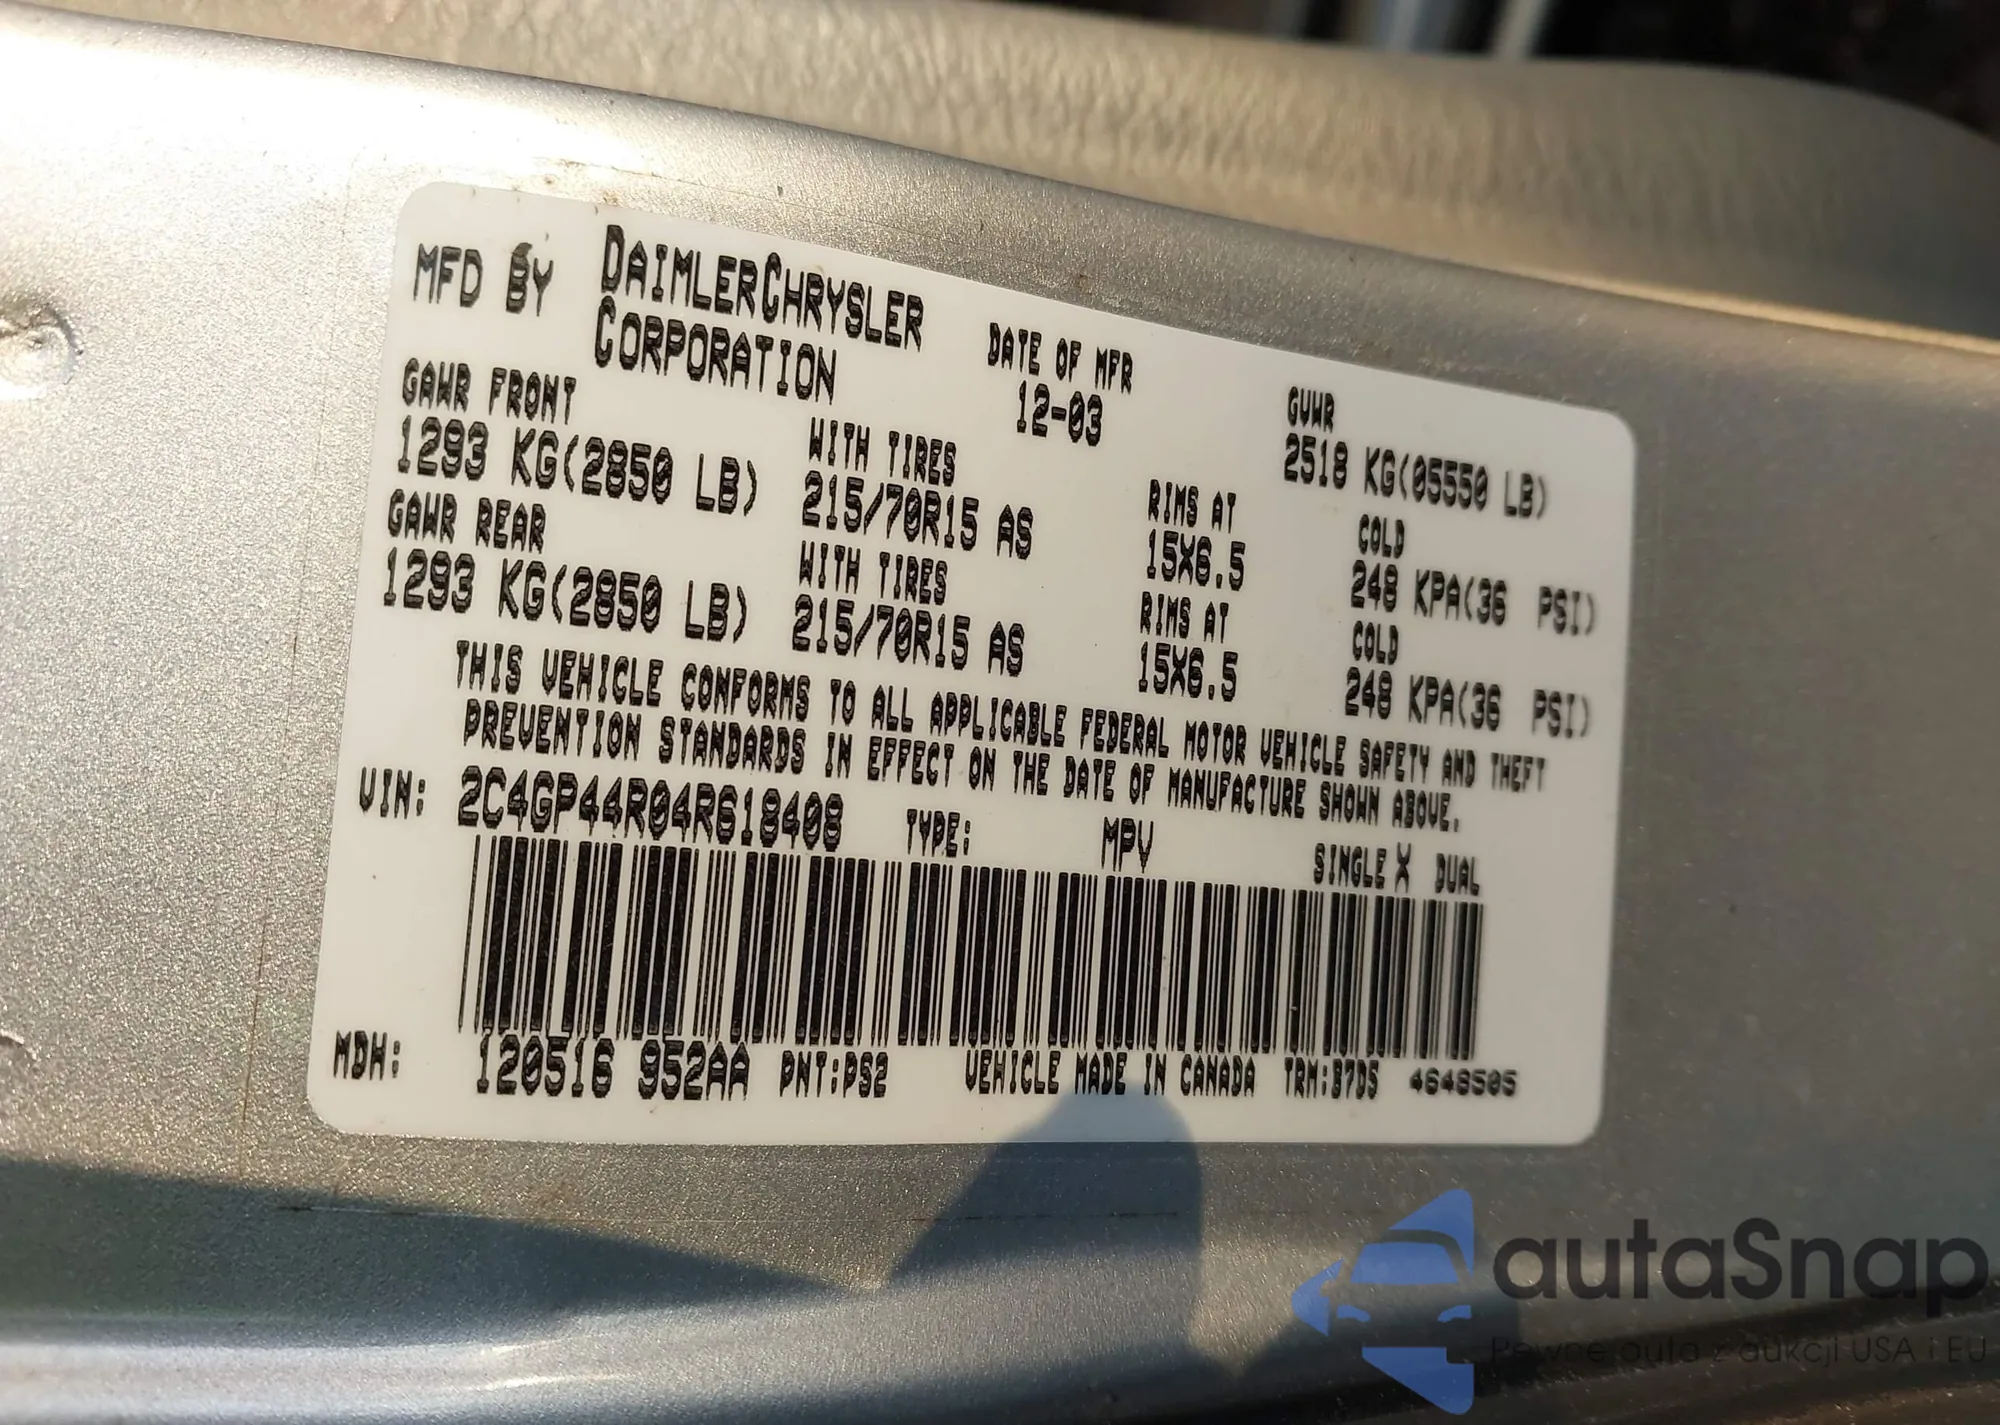 MFD BY DAIMLERCHRYSLER CORPORATION
DATE OF MFR 12-03
GVWR 2518 KG(05550 LB)
GAWR FRONT WITH TIRES RIMS AT COLD
1293 KG(2850 LB) 215/70R15 AS 15X6.5 248 KPA(36 PSI)
GAWR REAR WITH TIRES RIMS AT COLD
1293 KG(2850 LB) 215/70R15 AS 15X6.5 248 KPA(36 PSI)
THIS VEHICLE CONFORMS TO ALL APPLICABLE FEDERAL MOTOR VEHICLE SAFETY AND THEFT
PREVENTION STANDARDS IN EFFECT ON THE DATE OF MANUFACTURE SHOWN ABOVE.
VIN: 2C4GP44R04R618408 TYPE: MPV SINGLE X DUAL
MDH: 120516 952AA PNT:PS2 VEHICLE MADE IN CANADA TRM:B7D5 4648505
autaSnap
Pewne auta z aukcji USA i EU